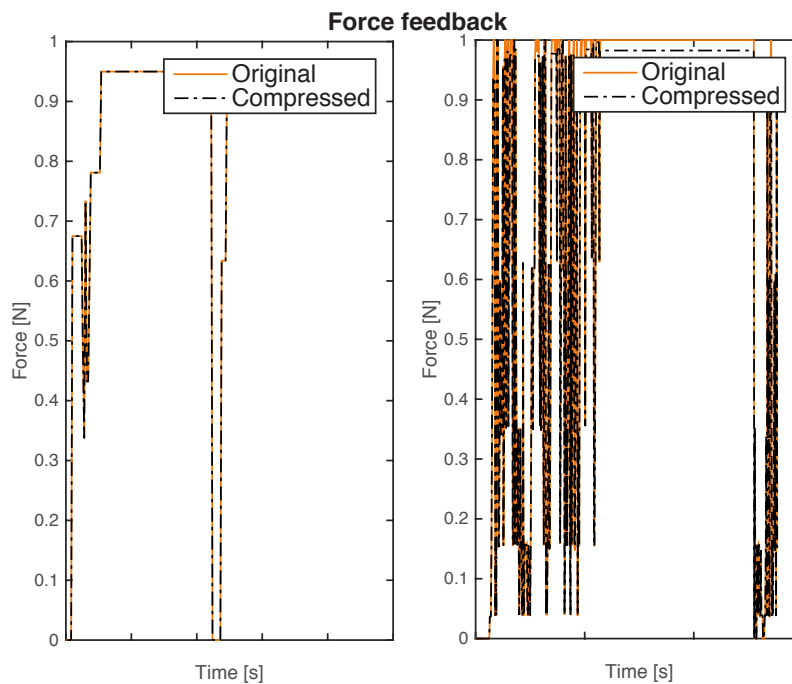 Force feedback
Original
Compressed
1
0.9
0.8
0.7
0.6
0.5
0.4
0.3
0.2
0.1
0
Force [N]
Time [s]
Original
Compressed
1
0.9
0.8
0.7
0.6
0.5
0.4
0.3
0.2
0.1
0
Force [N]
Time [s]